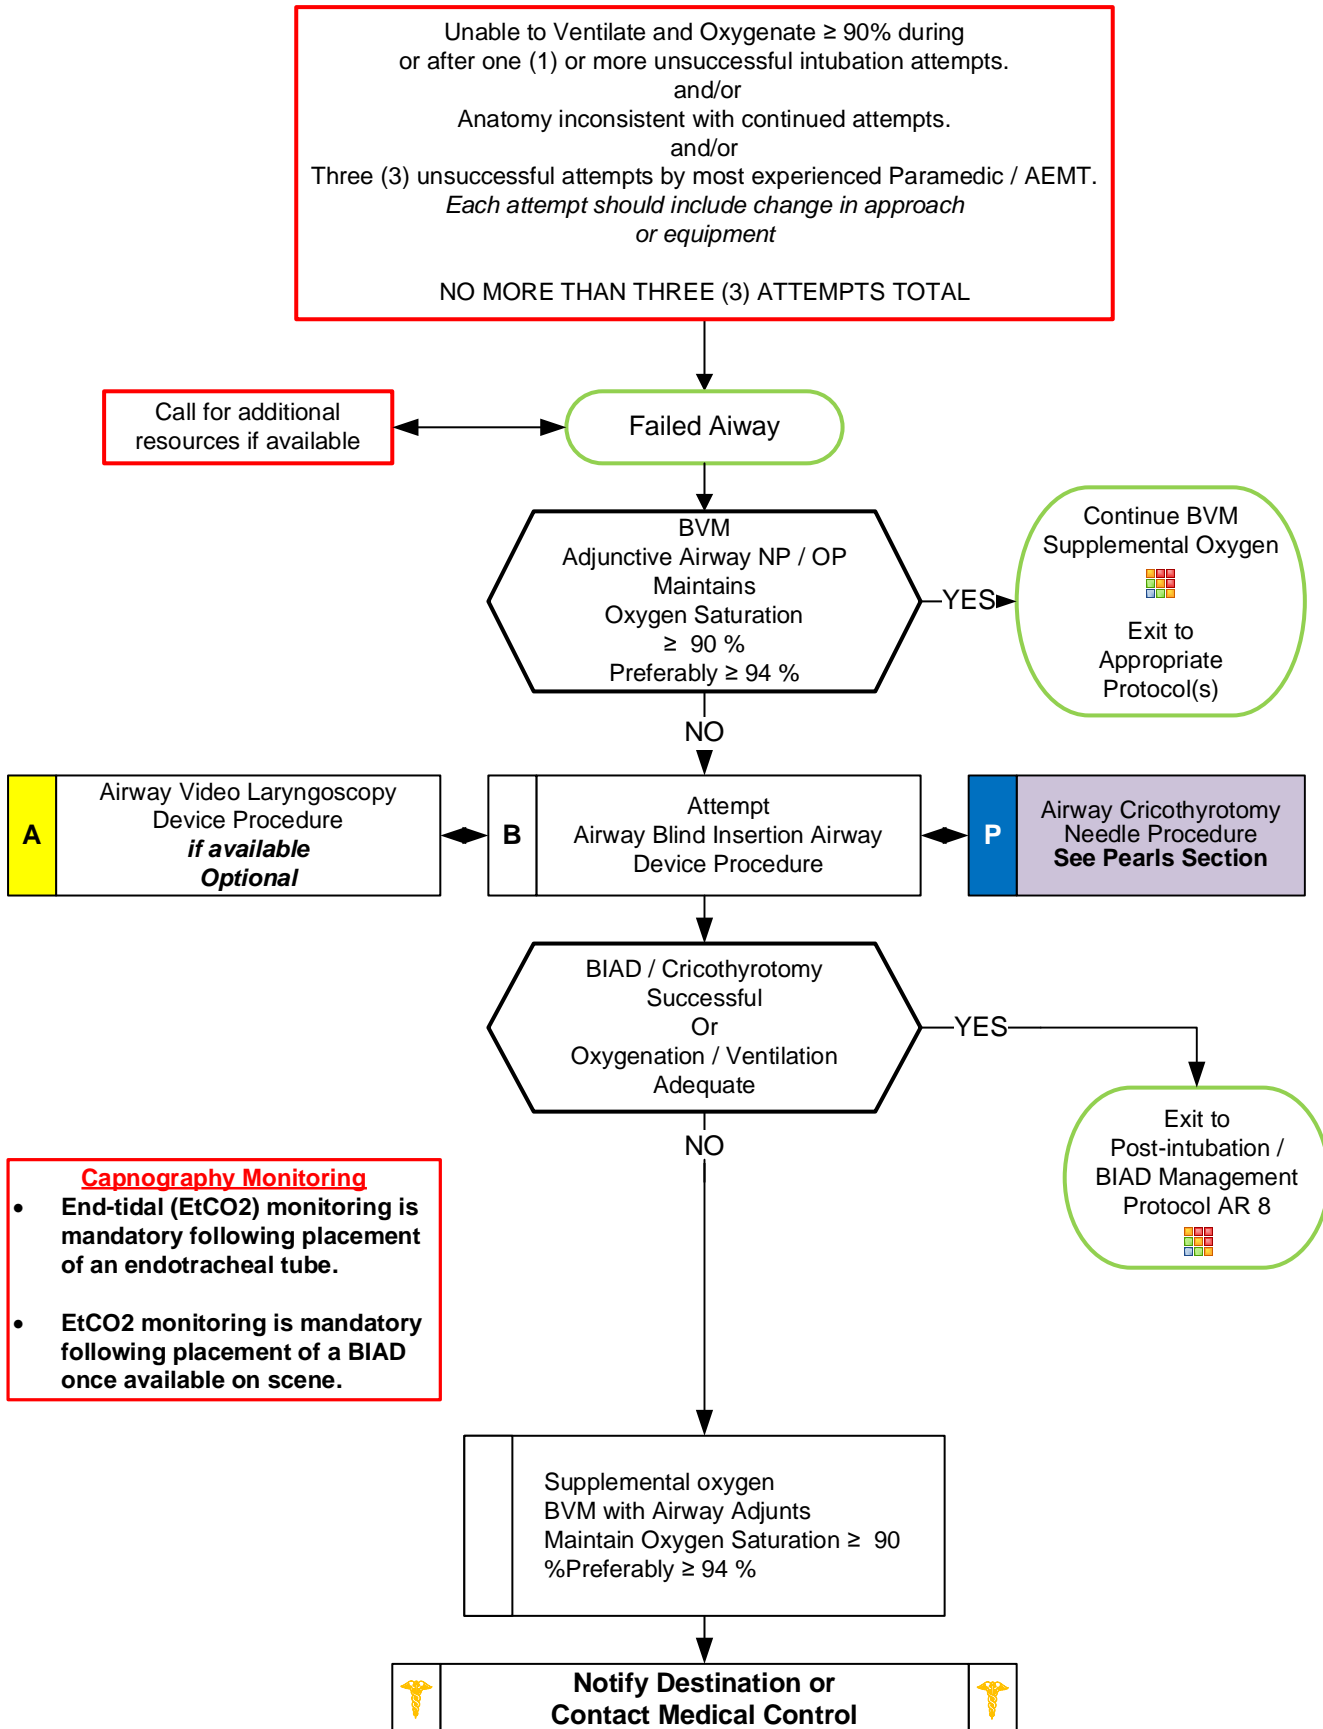 Unable to Ventilate and Oxygenate ≥ 90% during
or after one (1) or more unsuccessful intubation attempts.
and/or
Anatomy inconsistent with continued attempts.
and/or
Three (3) unsuccessful attempts by most experienced Paramedic / AEMT.
Each attempt should include change in approach
or equipment
NO MORE THAN THREE (3) ATTEMPTS TOTAL
Call for additional
resources if available
Failed Aiway
BVM
Adjunctive Airway NP / OP
Maintains
Oxygen Saturation
≥ 90 %
Preferably ≥ 94 %
YES
Continue BVM
Supplemental Oxygen
Exit to
Appropriate
Protocol(s)
NO
A
Airway Video Laryngoscopy
Device Procedure
if available
Optional
B
Attempt
Airway Blind Insertion Airway
Device Procedure
P
Airway Cricothyrotomy
Needle Procedure
See Pearls Section
BIAD / Cricothyrotomy
Successful
Or
Oxygenation / Ventilation
Adequate
YES
Exit to
Post-intubation /
BIAD Management
Protocol AR 8
NO
Capnography Monitoring
• End-tidal (EtCO2) monitoring is
mandatory following placement
of an endotracheal tube.
• EtCO2 monitoring is mandatory
following placement of a BIAD
once available on scene.
Supplemental oxygen
BVM with Airway Adjunts
Maintain Oxygen Saturation ≥ 90
%Preferably ≥ 94 %
Notify Destination or
Contact Medical Control